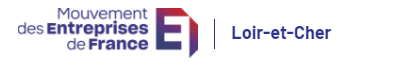 Mouvement
des Entreprises
de France
Loir-et-Cher